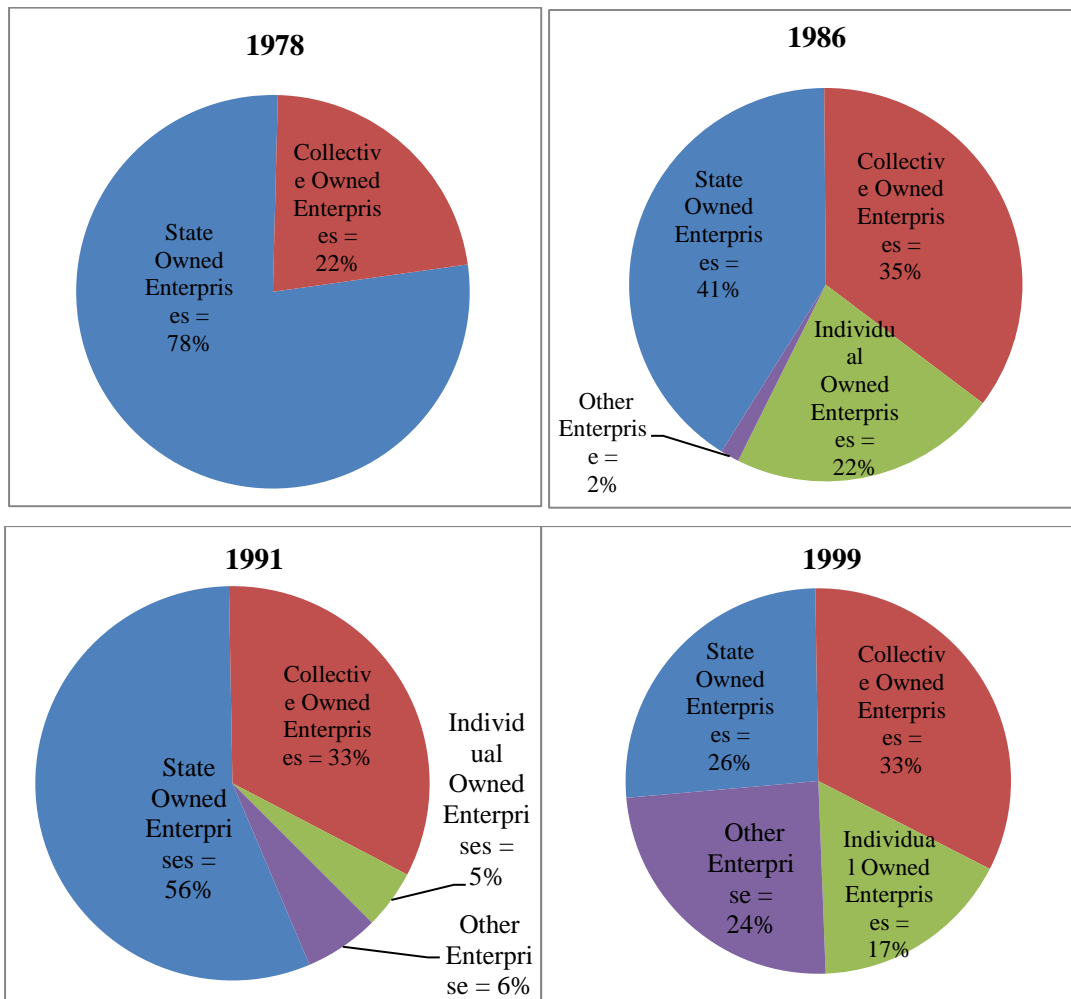 1978
Collectiv
e Owned
Enterpris
es =
22%
State
Owned
Enterpris
es =
78%
1986
Collectiv
e Owned
Enterpris
es =
35%
State
Owned
Enterpris
es =
41%
Individu
al
Owned
Enterpris
es =
22%
Other
Enterpris
e =
2%
1991
Collectiv
e Owned
Enterpris
es = 33%
State
Owned
Enterpri
ses =
56%
Individ
ual
Owned
Enterpri
ses =
5%
Other
Enterpri
se = 6%
1999
State
Owned
Enterpris
es =
26%
Collectiv
e Owned
Enterpris
es =
33%
Other
Enterpri
se =
24%
Individua
l Owned
Enterpris
es =
17%